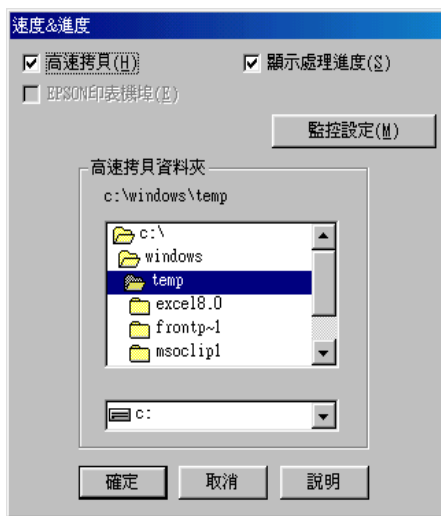 速度&進度
高速拷貝(H)
顯示處理進度(S)
EPSON印表機埠(E)
監控設定(M)
高速拷貝資料夾
c:\windows\temp
c:\
windows
temp
excel8.0
frontp~1
msoclip1
c:
確定
取消
說明